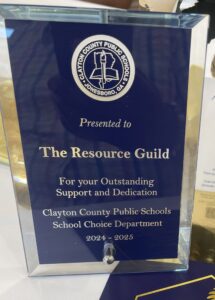 CLAYTON COUNTY PUBLIC SCHOOLS
JONESBORO, GA
Presented to
The Resource Guild
For your Outstanding
Support and Dedication
Clayton County Public Schools
School Choice Department
2024 - 2025